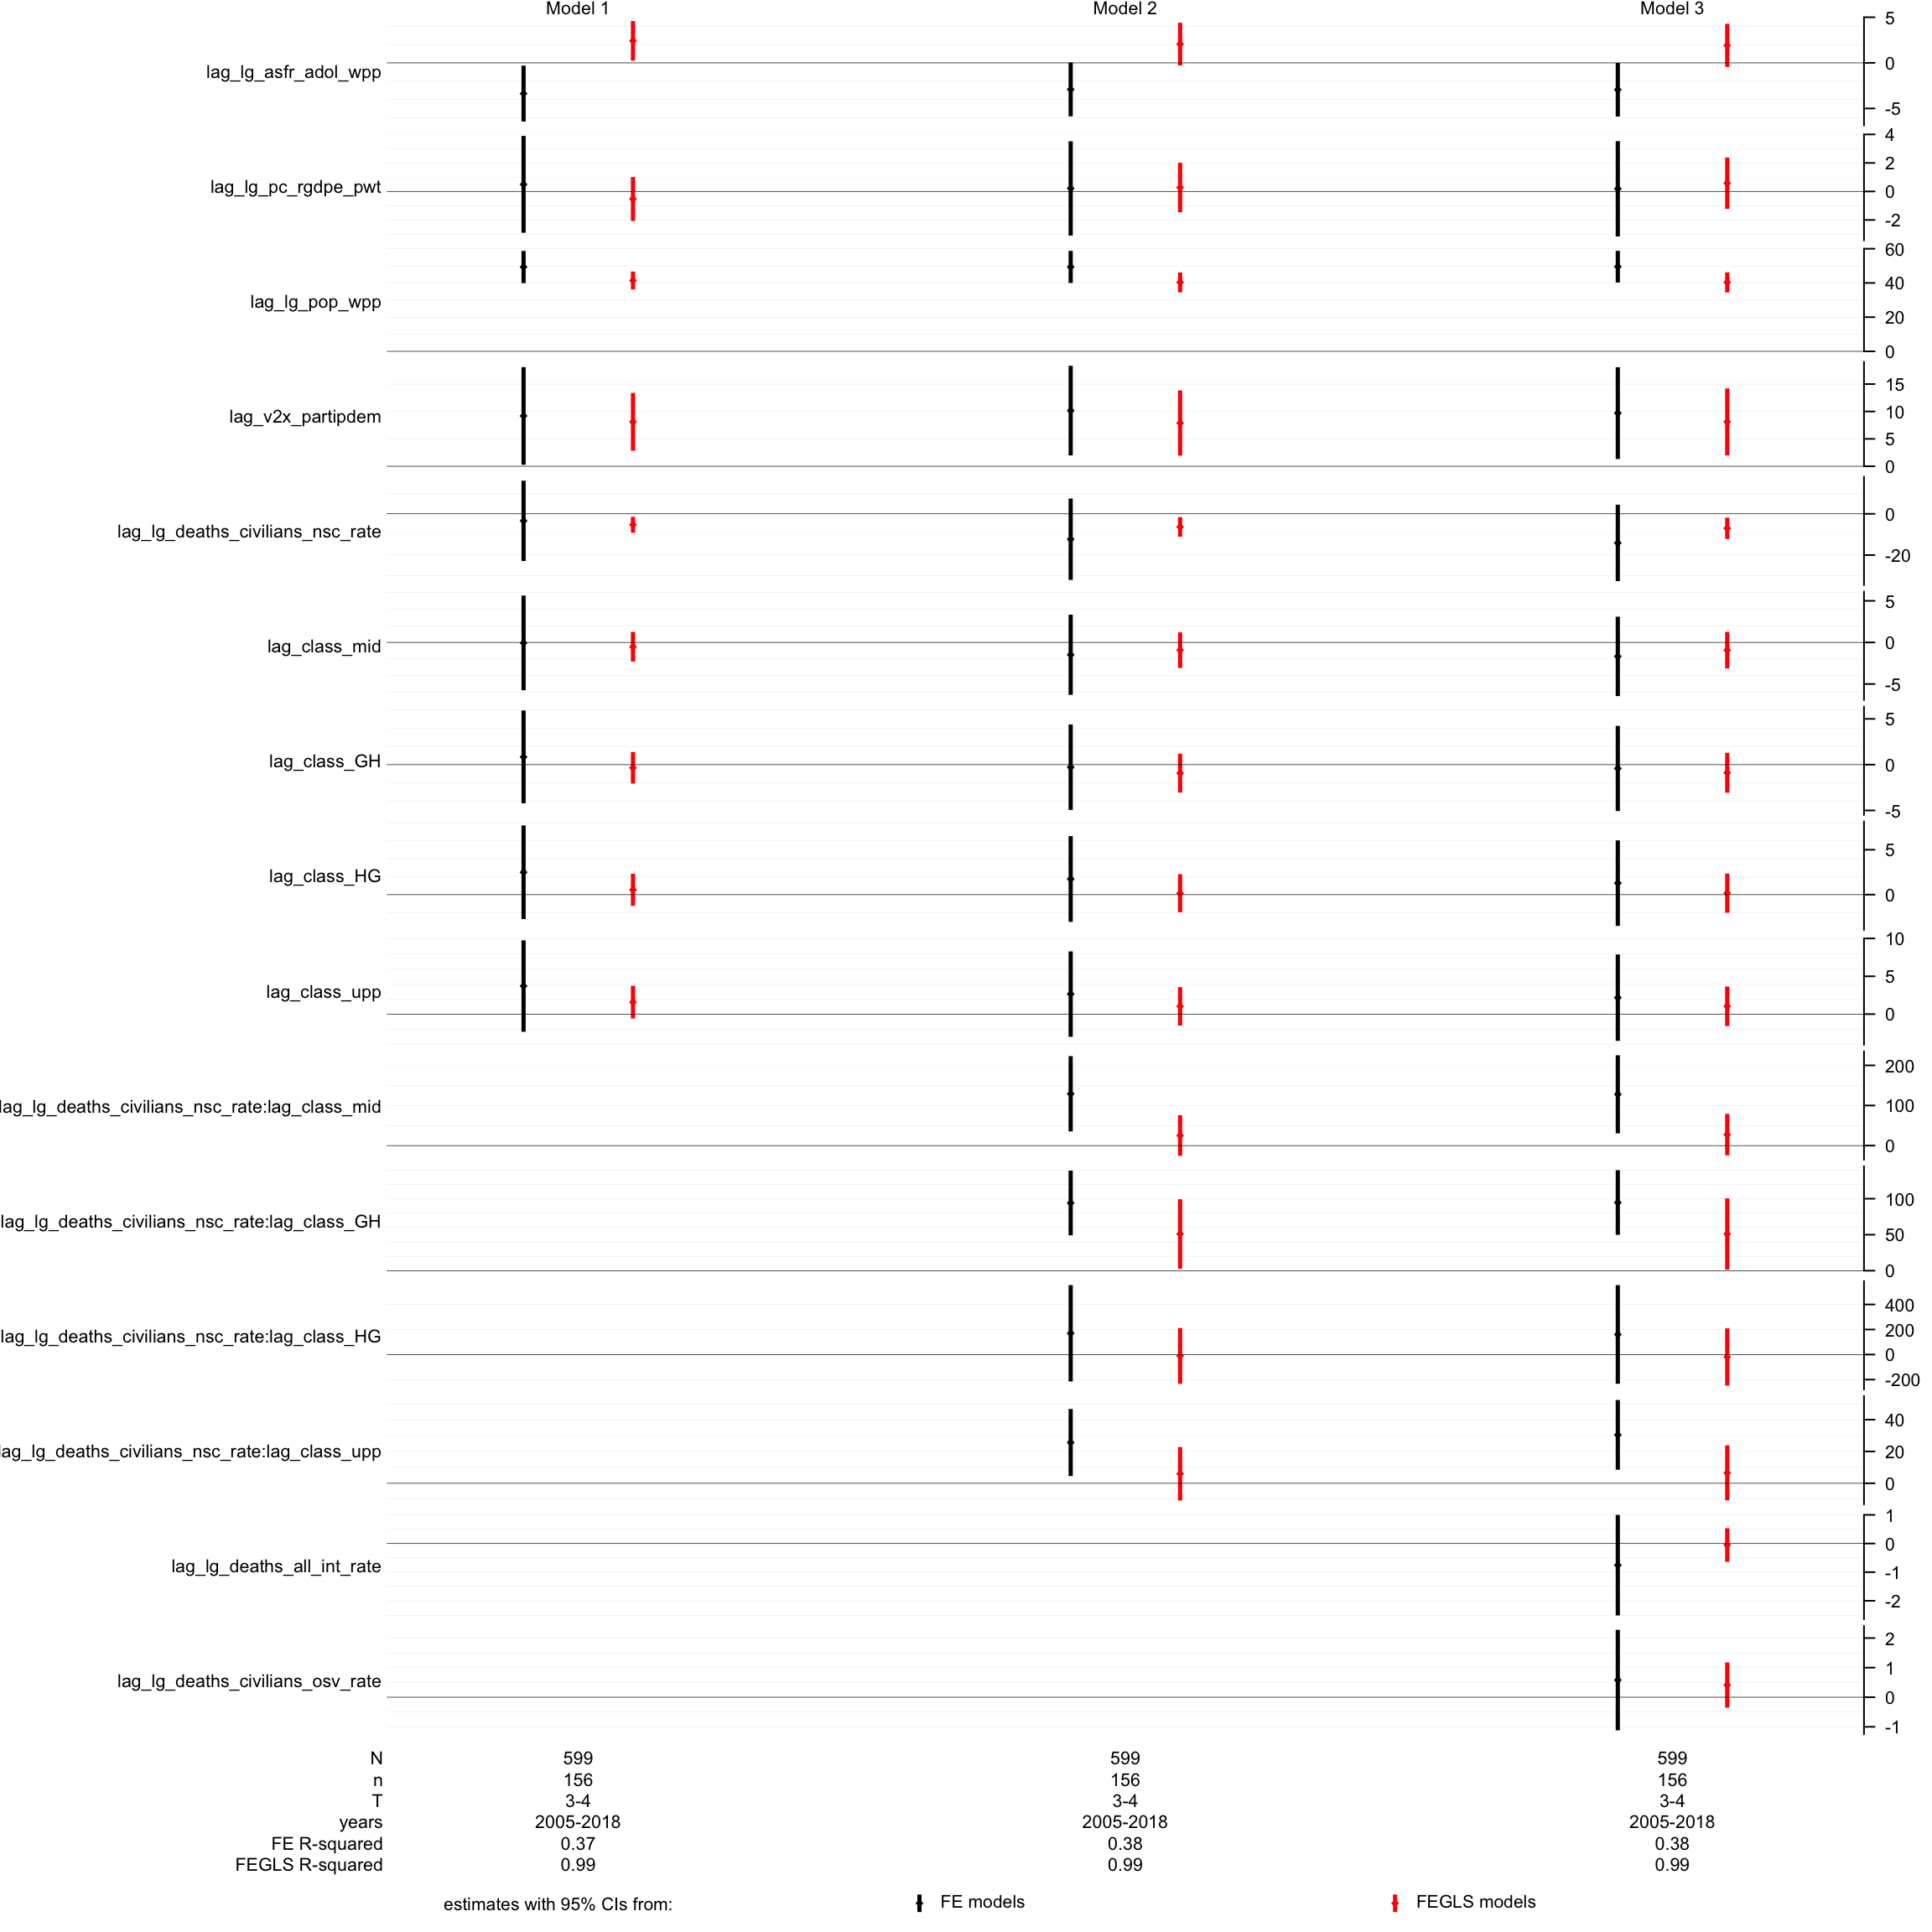 Model 1 Model 2 Model 3
lag_lg_asfr_adol_wpp 5 0 -5
lag_lg_pc_rgdpe_pwt 4 2 0 -2
lag_lg_pop_wpp 60 40 20 0
lag_v2x_partipdem 15 10 5 0
lag_lg_deaths_civilians_nsc_rate 0 -20
lag_class_mid 5 0 -5
lag_class_GH 5 0 -5
lag_class_HG 5 0
lag_class_upp 10 5 0
lag_lg_deaths_civilians_nsc_rate:lag_class_mid 200 100 0
lag_lg_deaths_civilians_nsc_rate:lag_class_GH 100 50 0
lag_lg_deaths_civilians_nsc_rate:lag_class_HG 400 200 0 -200
lag_lg_deaths_civilians_nsc_rate:lag_class_upp 40 20 0
lag_lg_deaths_all_int_rate 1 0 -1 -2
lag_lg_deaths_civilians_osv_rate 2 1 0 -1
N 599 599 599
n 156 156 156
T 3-4 3-4 3-4
years 2005-2018 2005-2018 2005-2018
FE R-squared 0.37 0.38 0.38
FEGLS R-squared 0.99 0.99 0.99
estimates with 95% CIs from: FE models FEGLS models